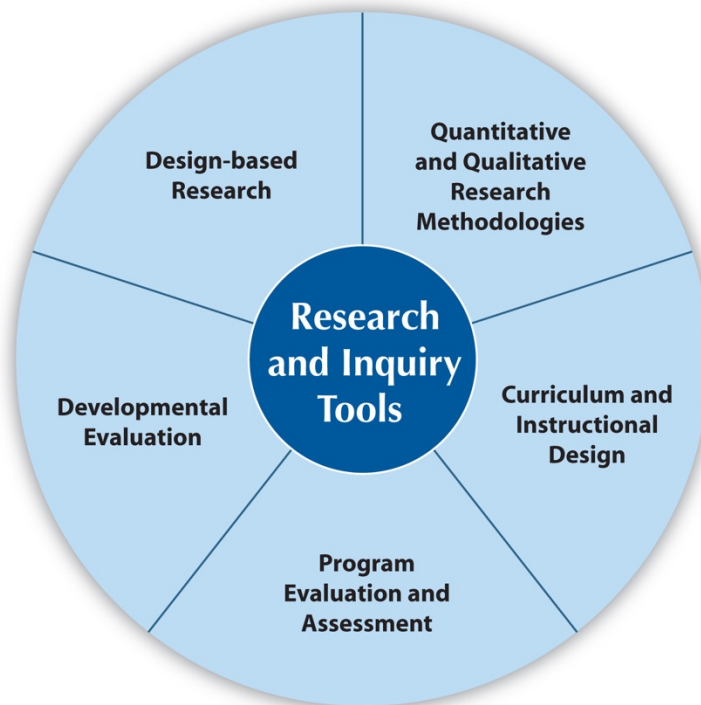 Design-based
Research
Quantitative
and Qualitative
Research
Methodologies
Research
and Inquiry
Tools
Developmental
Evaluation
Curriculum and
Instructional
Design
Program
Evaluation and
Assessment